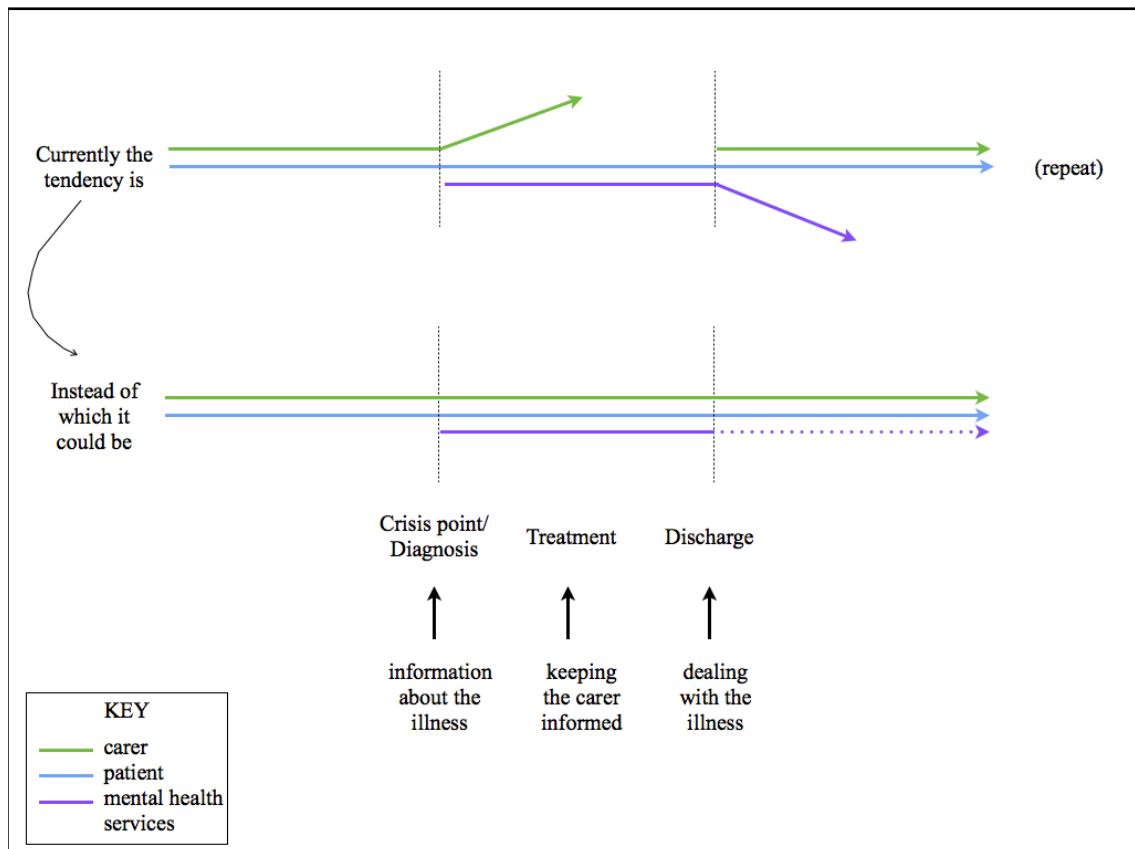 Currently the
tendency is
(repeat)
Instead of
which it
could be
Crisis point/
Diagnosis
Treatment
Discharge
information
about the
illness
keeping
the carer
informed
dealing
with the
illness
KEY
carer
patient
mental health
services